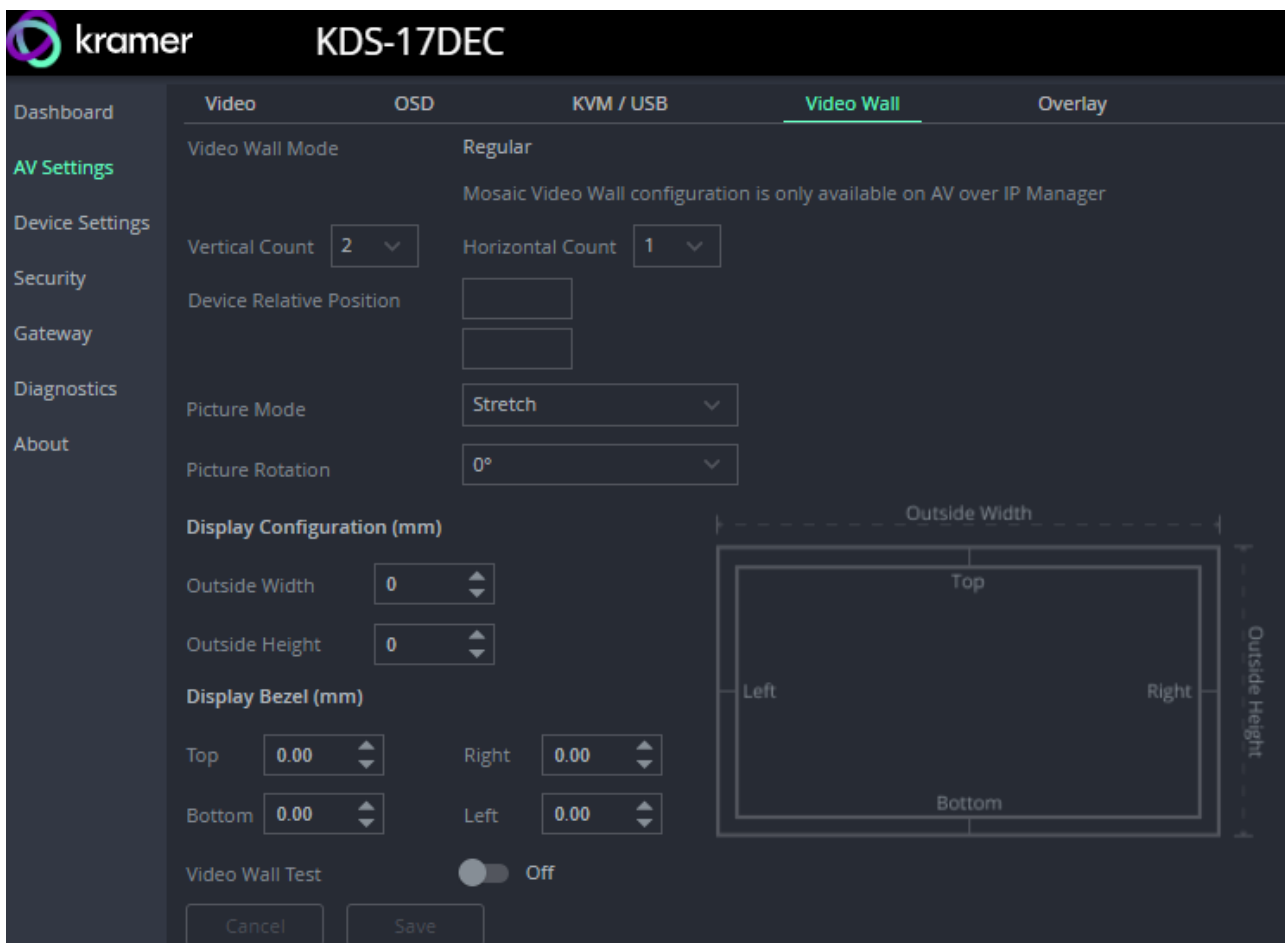 kramer KDS-17DEC
Dashboard
AV Settings
Device Settings
Security
Gateway
Diagnostics
About
Video OSD KVM / USB Video Wall Overlay
Video Wall Mode Regular
Mosaic Video Wall configuration is only available on AV over IP Manager
Vertical Count 2 Horizontal Count 1
Device Relative Position
Picture Mode Stretch
Picture Rotation 0°
Display Configuration (mm)
Outside Width 0
Outside Height 0
Display Bezel (mm)
Top 0.00 Right 0.00
Bottom 0.00 Left 0.00
Outside Width
Top
Left Right
Bottom
Outside Height
Video Wall Test Off
Cancel Save